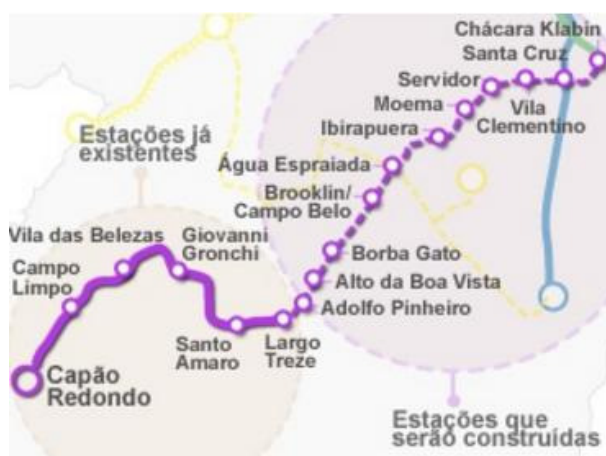 Chácara Klabin
Santa Cruz
Servidor
Moema
Vila
Clementino
Ibirapuera
Estações já
existentes
Água Espraiada
Brooklin/
Campo Belo
Vila das Belezas
Giovanni
Gronchi
Borba Gato
Campo
Limpo
Alto da Boa Vista
Adolfo Pinheiro
Santo
Amaro
Largo
Treze
Capão
Redondo
Estações que
serão construídas